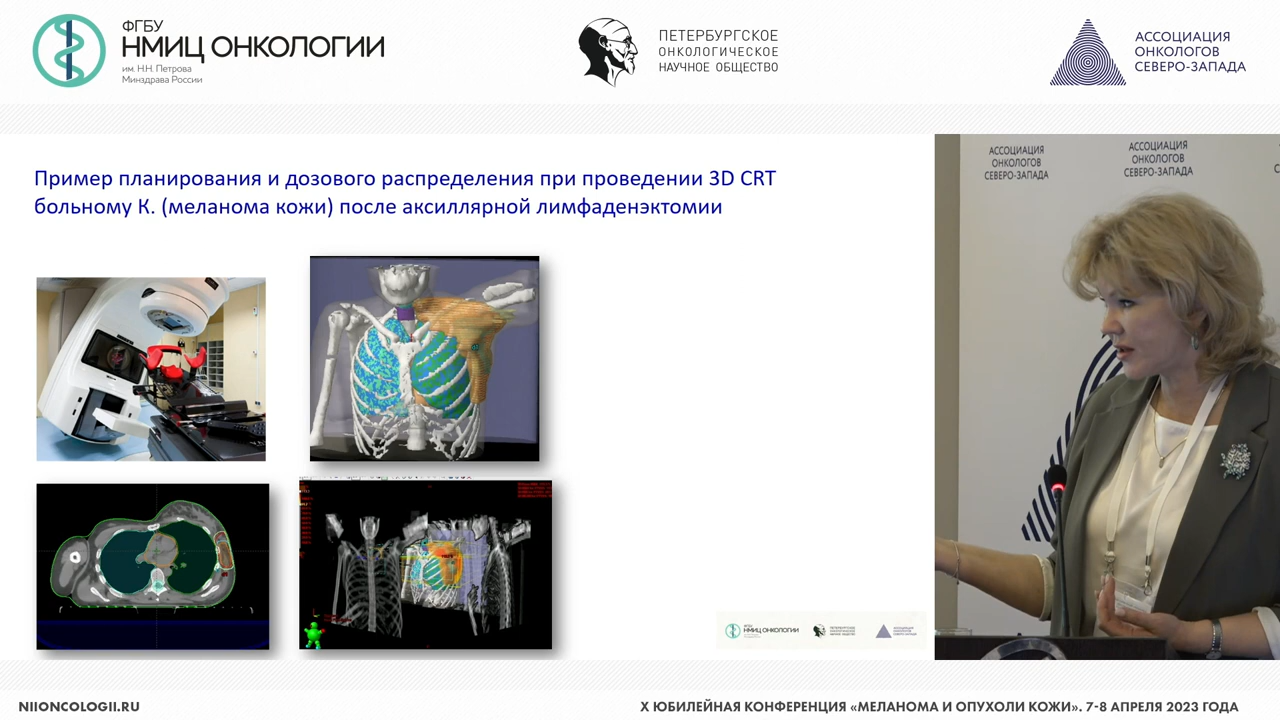 ФГБУ
НМИЦ ОНКОЛОГИИ
им. Н.Н. Петрова
Минздрава России
ПЕТЕРБУРГСКОЕ
ОНКОЛОГИЧЕСКОЕ
НАУЧНОЕ ОБЩЕСТВО
АССОЦИАЦИЯ
ОНКОЛОГОВ
СЕВЕРО-ЗАПАДА
Пример планирования и дозового распределения при проведении 3D CRT
больному К. (меланома кожи) после аксиллярной лимфаденэктомии
АССОЦИАЦИЯ
ОНКОЛОГОВ
СЕВЕРО-ЗАПАДА
АССОЦИАЦИЯ
ОНКОЛОГОВ
СЕВЕРО-ЗАПАДА
НМИЦ ОНКОЛОГИИ
NIIONCOLOGII.RU
X ЮБИЛЕЙНАЯ КОНФЕРЕНЦИЯ «МЕЛАНОМА И ОПУХОЛИ КОЖИ». 7-8 АПРЕЛЯ 2023 ГОДА